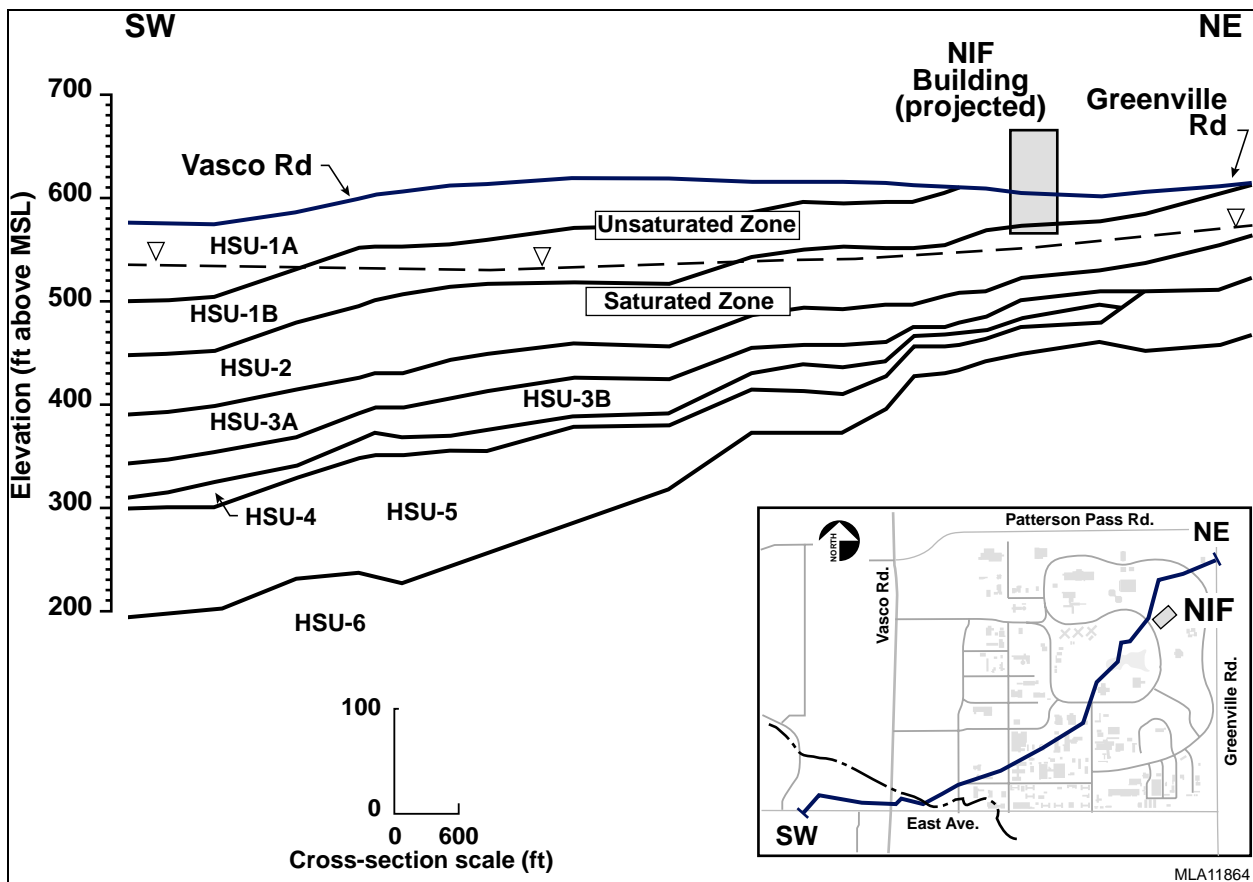 SW
NE
NIF
Building
(projected)
Greenville
Rd
Vasco Rd
Elevation (ft above MSL)
700
600
500
400
300
200
Unsaturated Zone
HSU-1A
Saturated Zone
HSU-1B
HSU-2
HSU-3A
HSU-3B
HSU-4
HSU-5
HSU-6
100
0
0 600
Cross-section scale (ft)
Patterson Pass Rd.
NE
NORTH
Vasco Rd.
NIF
Greenville Rd.
East Ave.
SW
MLA11864